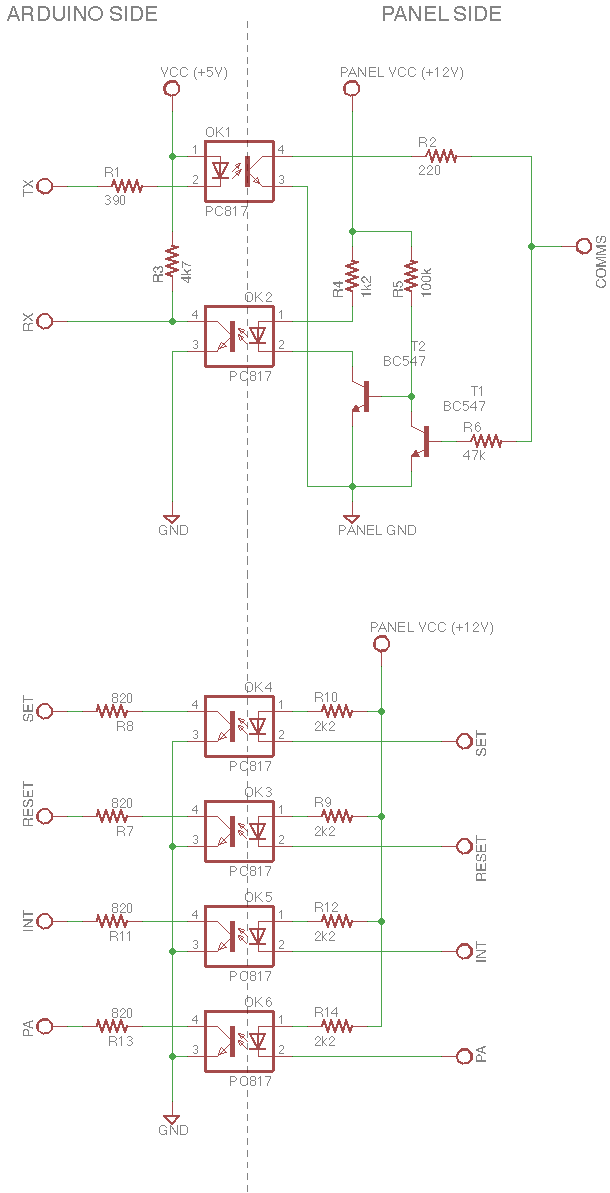 ARDUINO SIDE
PANEL SIDE
VCC (+5V)
PANEL VCC (+12V)
OK1
1
2
4
3
PC817
R1
390
TX
R2
220
COMMS
R3
4k7
R4
1k2
R5
100k
RX
OK2
4
3
1
2
PC817
T2
BC547
T1
BC547
R6
47k
GND
PANEL GND
PANEL VCC (+12V)
SET
820
R8
OK4
4
3
1
2
PC817
R10
2k2
SET
RESET
820
R7
OK3
4
3
1
2
PC817
R9
2k2
RESET
INT
820
R11
OK5
4
3
1
2
PC817
R12
2k2
INT
PA
820
R13
OK6
4
3
1
2
PC817
R14
2k2
PA
GND